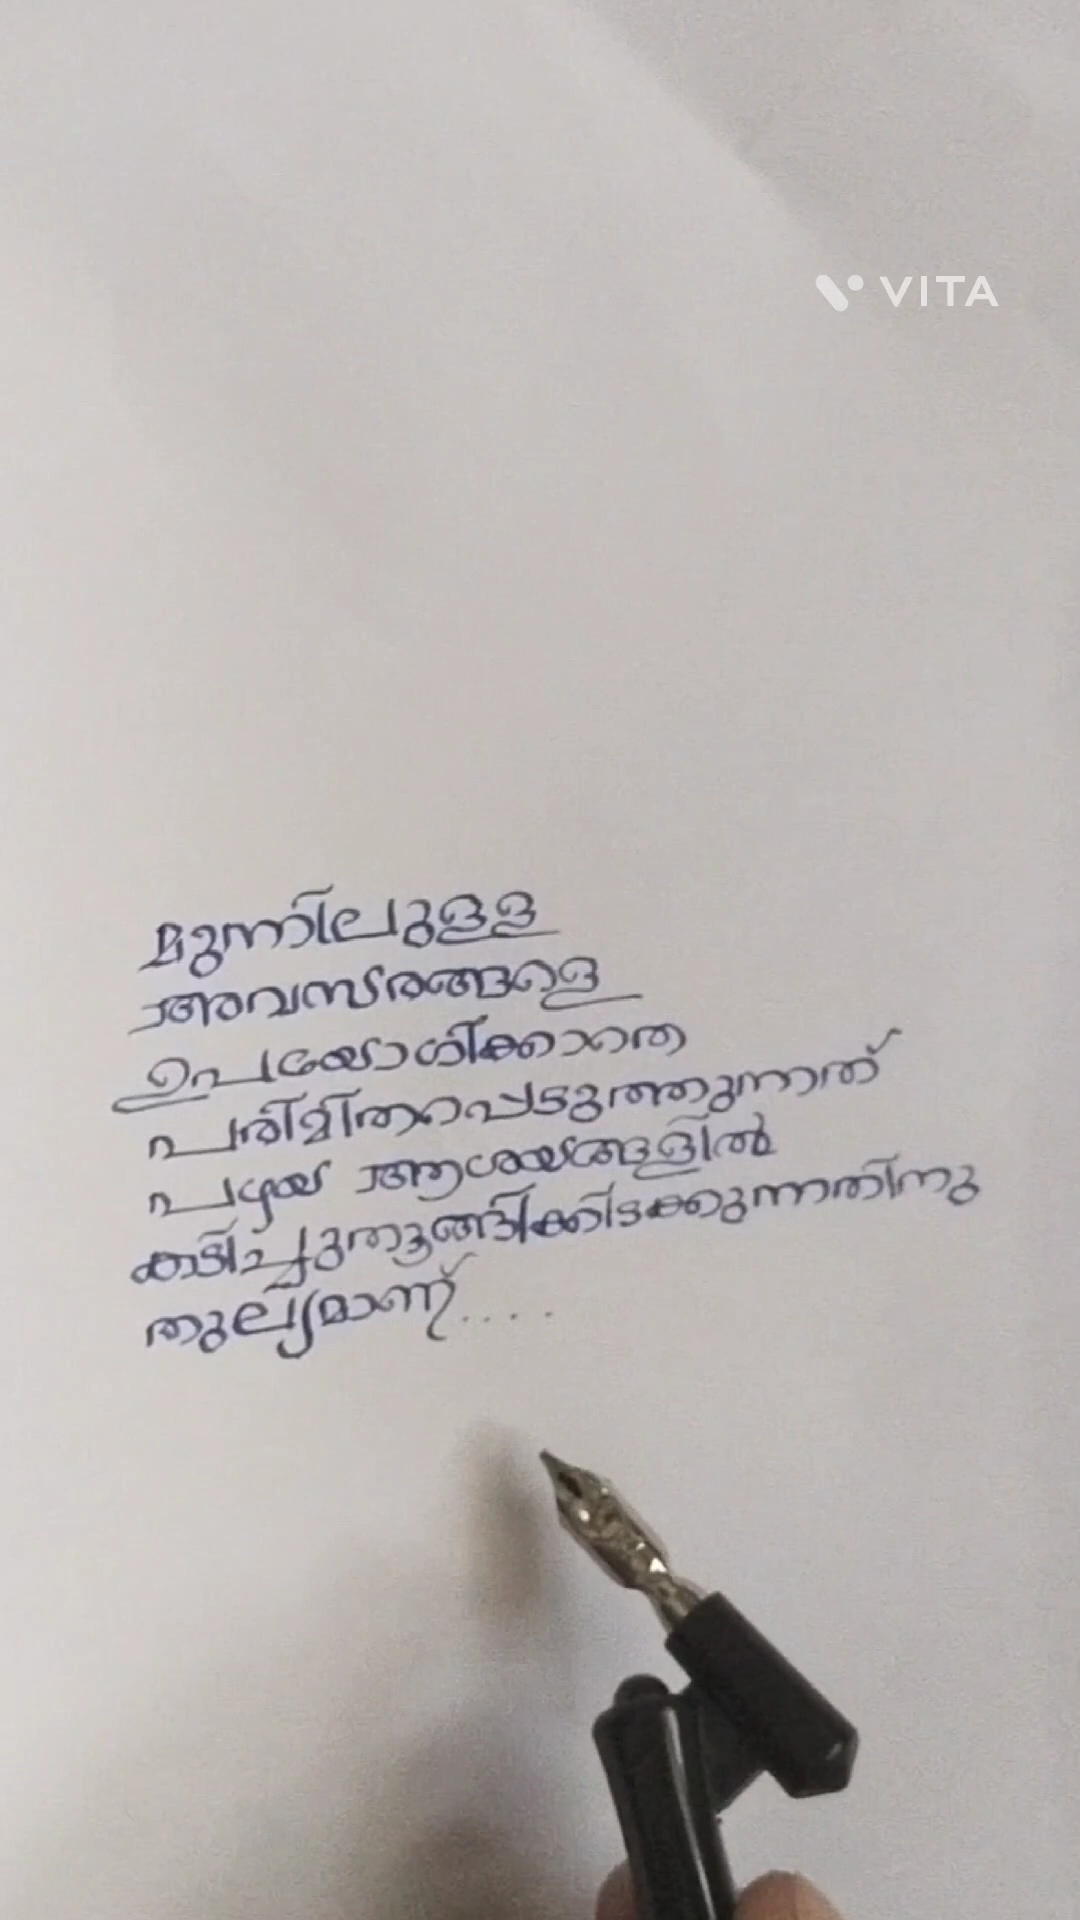 VITA
മുന്നിലുള്ള
അവസരങ്ങളെ
ഉപയോഗിക്കാതെ
പരിമിതപ്പെടുത്തുന്നത്
പഴയ ആശയങ്ങളിൽ
കടിച്ചുതൂങ്ങിക്കിടക്കുന്നതിനു
തുല്യമാണ്....